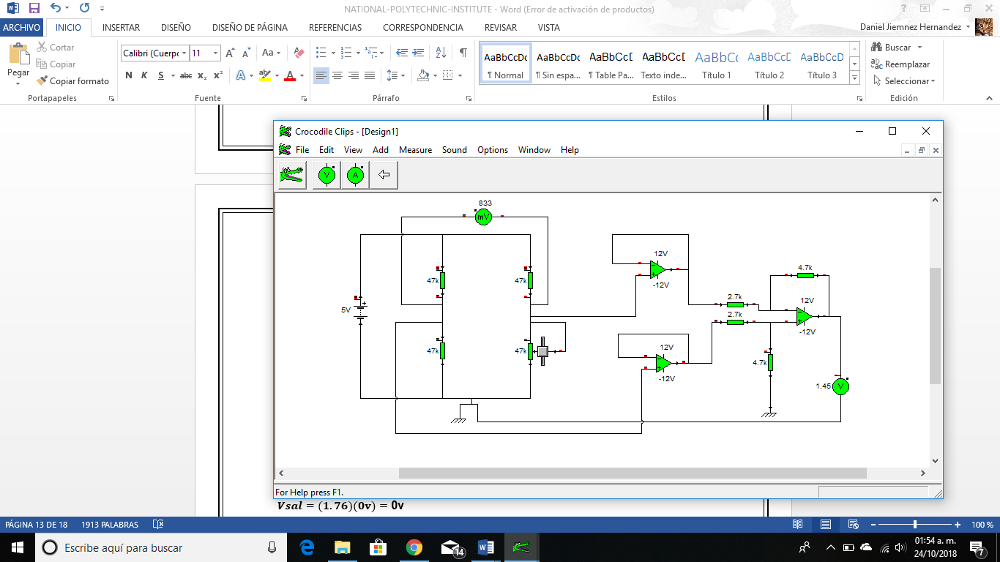 NATIONAL-POLYTECHNIC-INSTITUTE - Word (Error de activación de productos)
ARCHIVO INICIO INSERTAR DISEÑO DISEÑO DE PÁGINA REFERENCIAS CORRESPONDENCIA REVISAR VISTA Daniel Jiemnez Hernandez
Pegar
Cortar
Copiar
Copiar formato
Portapapeles
Calibri (Cuerpo 11
N K S abc x₂ x²
Fuente
Párrafo
AaBbCcDc AaBbCcDc AaBbCcD AaBbCcD AaBbCc AaBbCcD AaBbCcD
¶ Normal ¶ Sin espa... ¶ Table Pa... Texto inde... Título 1 Título 2 Título 3
Estilos
Buscar
Reemplazar
Seleccionar
Edición
Crocodile Clips - [Design1]
File Edit View Add Measure Sound Options Window Help
V A
833
mV
12V
-12V
47k
47k
5V
47k
47k
12V
-12V
2.7k
2.7k
4.7k
12V
-12V
4.7k
1.45 V
For Help press F1.
Vsal = (1.76)(0v) = 0v
PÁGINA 13 DE 18 1913 PALABRAS 100 %
Escribe aquí para buscar
14
01:54 a. m.
24/10/2018
7